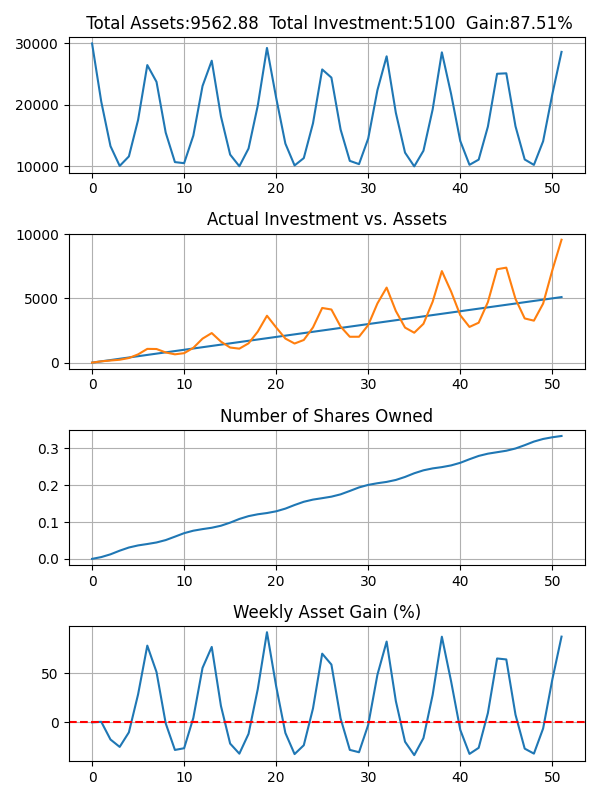 Total Assets:9562.88  Total Investment:5100  Gain:87.51%
30000
20000
10000
0 10 20 30 40 50
Actual Investment vs. Assets
10000
5000
0
0 10 20 30 40 50
Number of Shares Owned
0.3
0.2
0.1
0.0
0 10 20 30 40 50
Weekly Asset Gain (%)
50
0
0 10 20 30 40 50